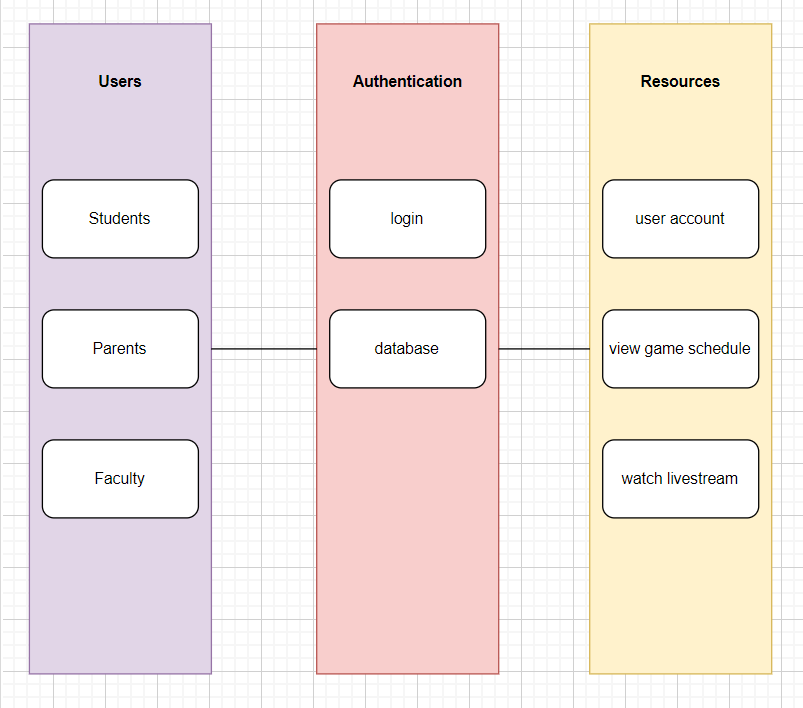 Users
Authentication
Resources
Students
login
user account
Parents
database
view game schedule
Faculty
watch livestream